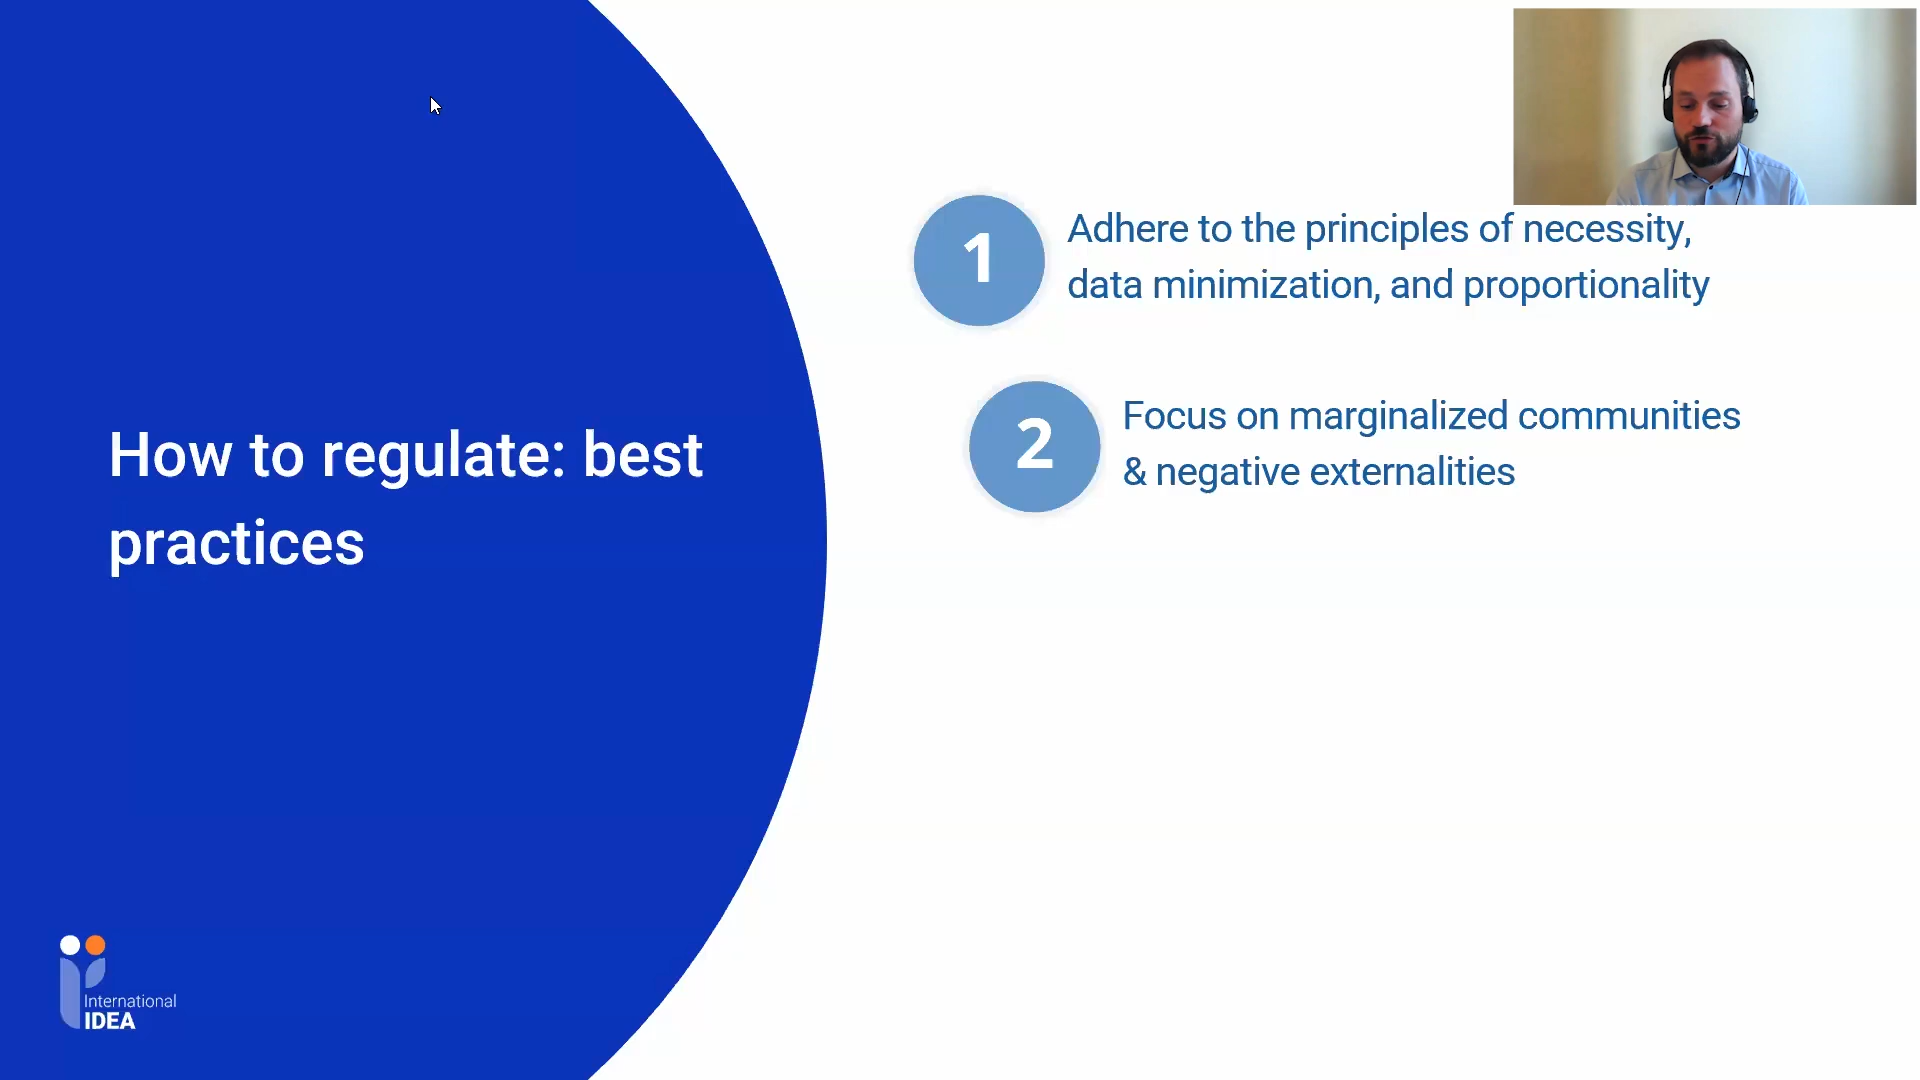 How to regulate: best
practices
1
Adhere to the principles of necessity,
data minimization, and proportionality
2
Focus on marginalized communities
& negative externalities
International
IDEA